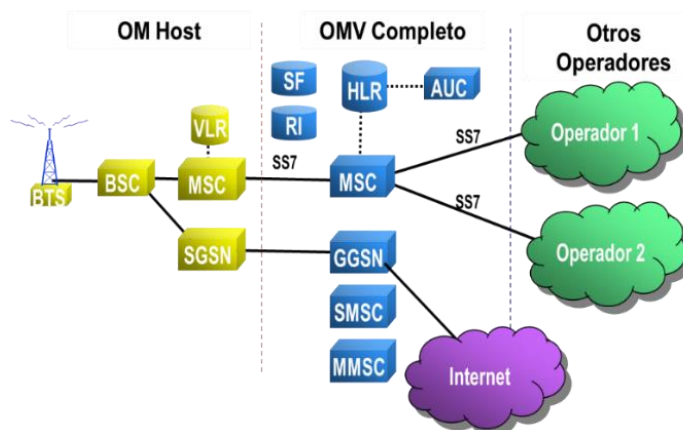 OM Host
OMV Completo
Otros
Operadores
SF
HLR
AUC
RI
VLR
Operador 1
SS7
BTS
BSC
MSC
SS7
MSC
SS7
Operador 2
SGSN
GGSN
SMSC
MMSC
Internet